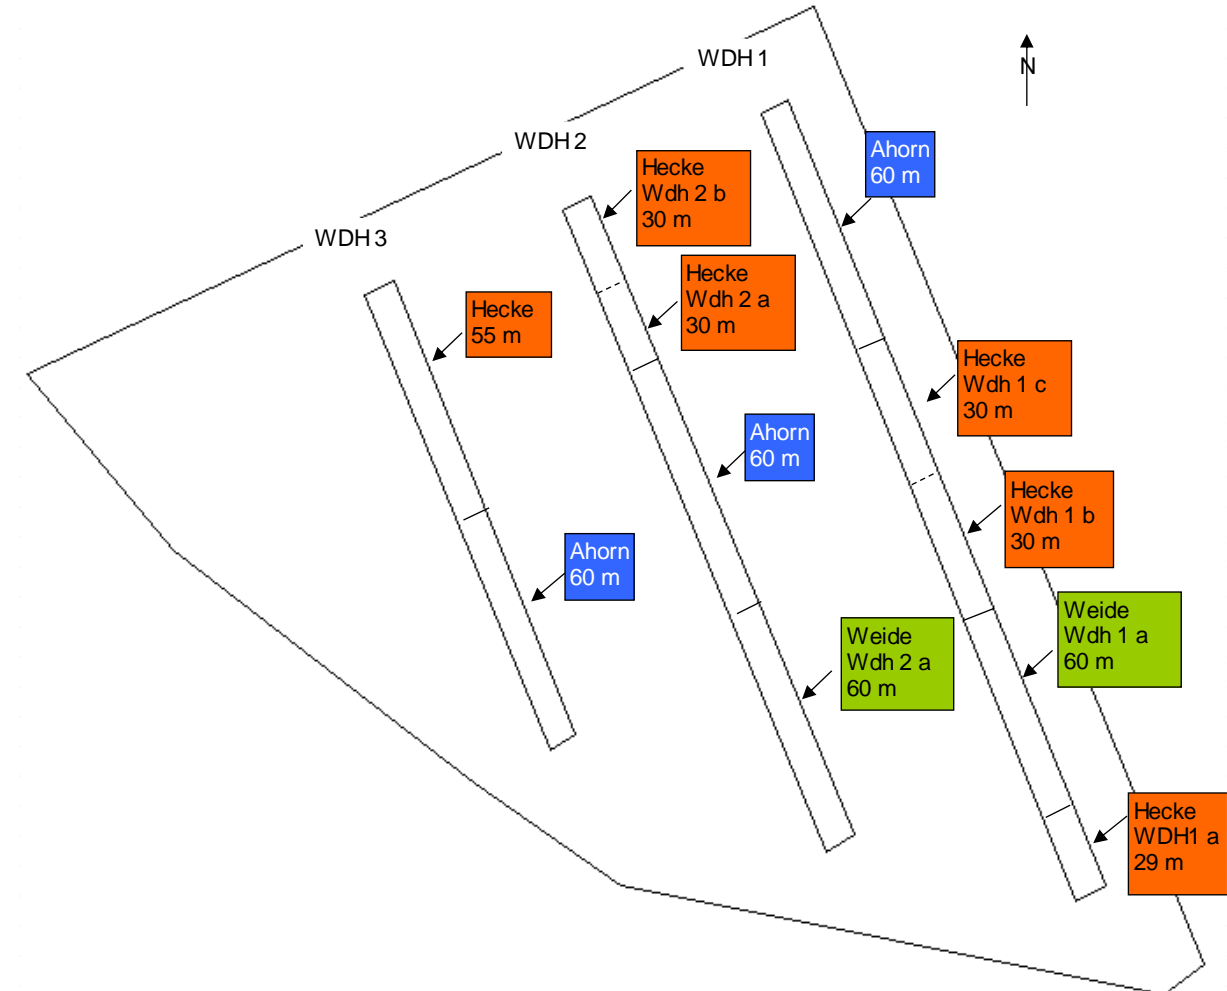 WDH 1
N
WDH 2
Ahorn
60 m
Hecke
Wdh 2 b
30 m
WDH 3
Hecke
Wdh 2 a
30 m
Hecke
55 m
Hecke
Wdh 1 c
30 m
Ahorn
60 m
Hecke
Wdh 1 b
30 m
Ahorn
60 m
Weide
Wdh 1 a
60 m
Weide
Wdh 2 a
60 m
Hecke
WDH1 a
29 m